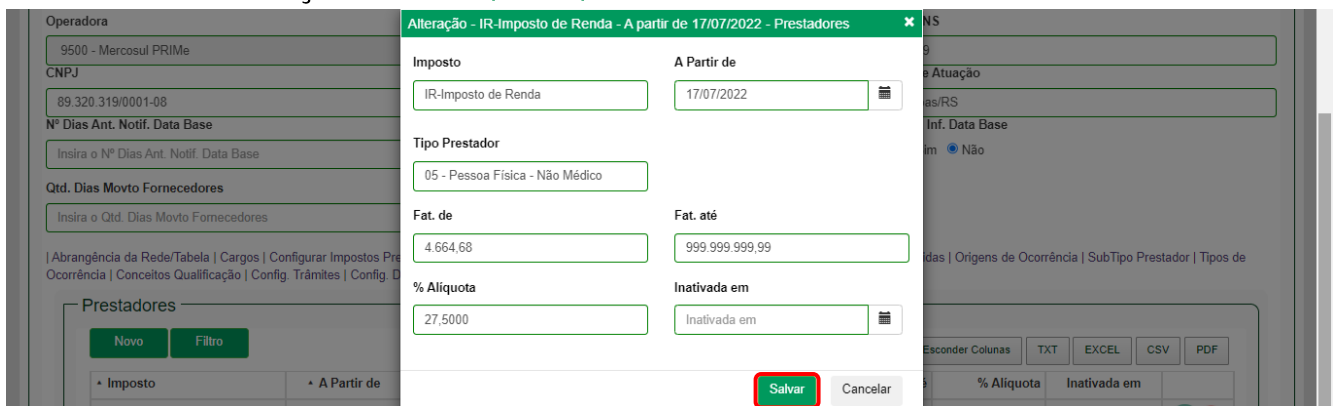 Operadora
9500 - Mercosul PRIMe
CNPJ
89.320.319/0001-08
Nº Dias Ant. Notif. Data Base
Insira o Nº Dias Ant. Notif. Data Base
Qtd. Dias Movto Fornecedores
Insira o Qtd. Dias Movto Fornecedores
| Abrangência da Rede/Tabela | Cargos | Configurar Impostos Pre
Ocorrência | Conceitos Qualificação | Config. Trâmites | Config. D
Prestadores
Novo Filtro
Imposto A Partir de
Alteração - IR-Imposto de Renda - A partir de 17/07/2022 - Prestadores ×
Imposto A Partir de
IR-Imposto de Renda 17/07/2022
Tipo Prestador
05 - Pessoa Física - Não Médico
Fat. de Fat. até
4.664,68 999.999.999,99
% Alíquota Inativada em
27,5000 Inativada em
Salvar Cancelar
NS
9
e Atuação
as/RS
Inf. Data Base
im Não
idas | Origens de Ocorrência | SubTipo Prestador | Tipos de
Esconder Colunas TXT EXCEL CSV PDF
% Alíquota Inativada em